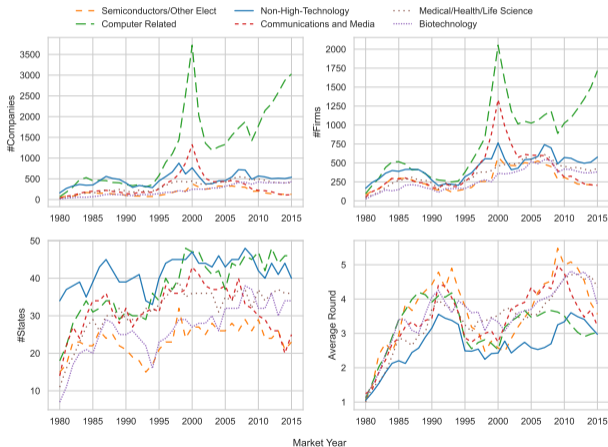 Semiconductors/Other Elect Non-High-Technology Medical/Health/Life Science
Computer Related Communications and Media Biotechnology
#Companies
3500
3000
2500
2000
1500
1000
500
0
1980 1985 1990 1995 2000 2005 2010 2015
#Firms
2000
1750
1500
1250
1000
750
500
250
0
1980 1985 1990 1995 2000 2005 2010 2015
#States
50
40
30
20
10
1980 1985 1990 1995 2000 2005 2010 2015
Average Round
5
4
3
2
1
1980 1985 1990 1995 2000 2005 2010 2015
Market Year